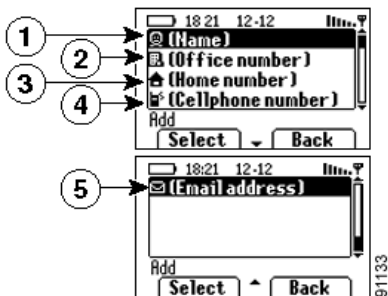 18 21 12-12
1 (Name)
2 (Office number)
3 (Home number)
4 (Cellphone number)
Add
Select Back
18:21 12-12
5 (Email address)
Add
Select Back
91133